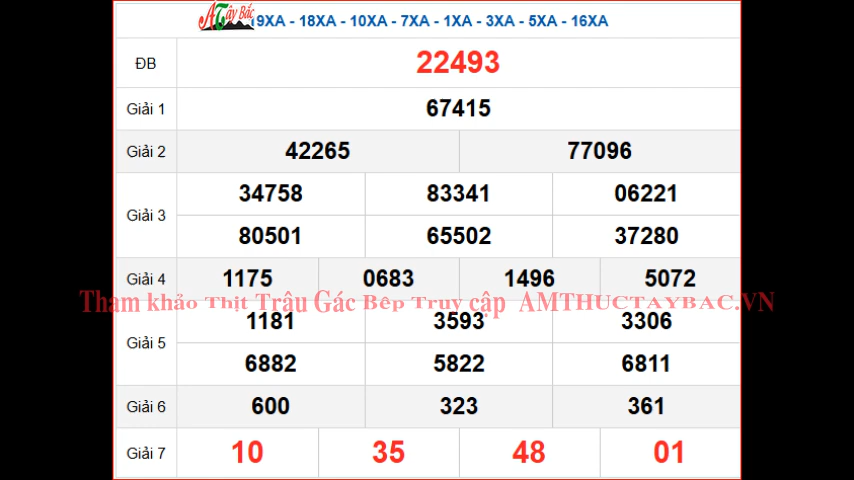 ATây Bắc
19XA - 18XA - 10XA - 7XA - 1XA - 3XA - 5XA - 16XA
ĐB 22493
Giải 1 67415
Giải 2 42265 77096
34758 83341 06221
Giải 3
80501 65502 37280
Giải 4 1175 0683 1496 5072
Tham khảo Thịt Trâu Gác Bếp Truy cập AMTHUCTAYBAC.VN
1181 3593 3306
Giải 5
6882 5822 6811
Giải 6 600 323 361
Giải 7 10 35 48 01